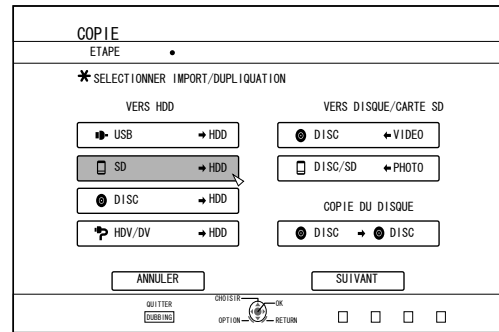 COPIE
ETAPE
SELECTIONNER IMPORT/DUPLIQUATION
VERS HDD
USB → HDD
SD → HDD
DISC → HDD
HDV/DV → HDD
VERS DISQUE/CARTE SD
DISC ← VIDEO
DISC/SD ← PHOTO
COPIE DU DISQUE
DISC → DISC
ANNULER
SUIVANT
QUITTER
DUBBING
CHOISIR
OK
OPTION
RETURN